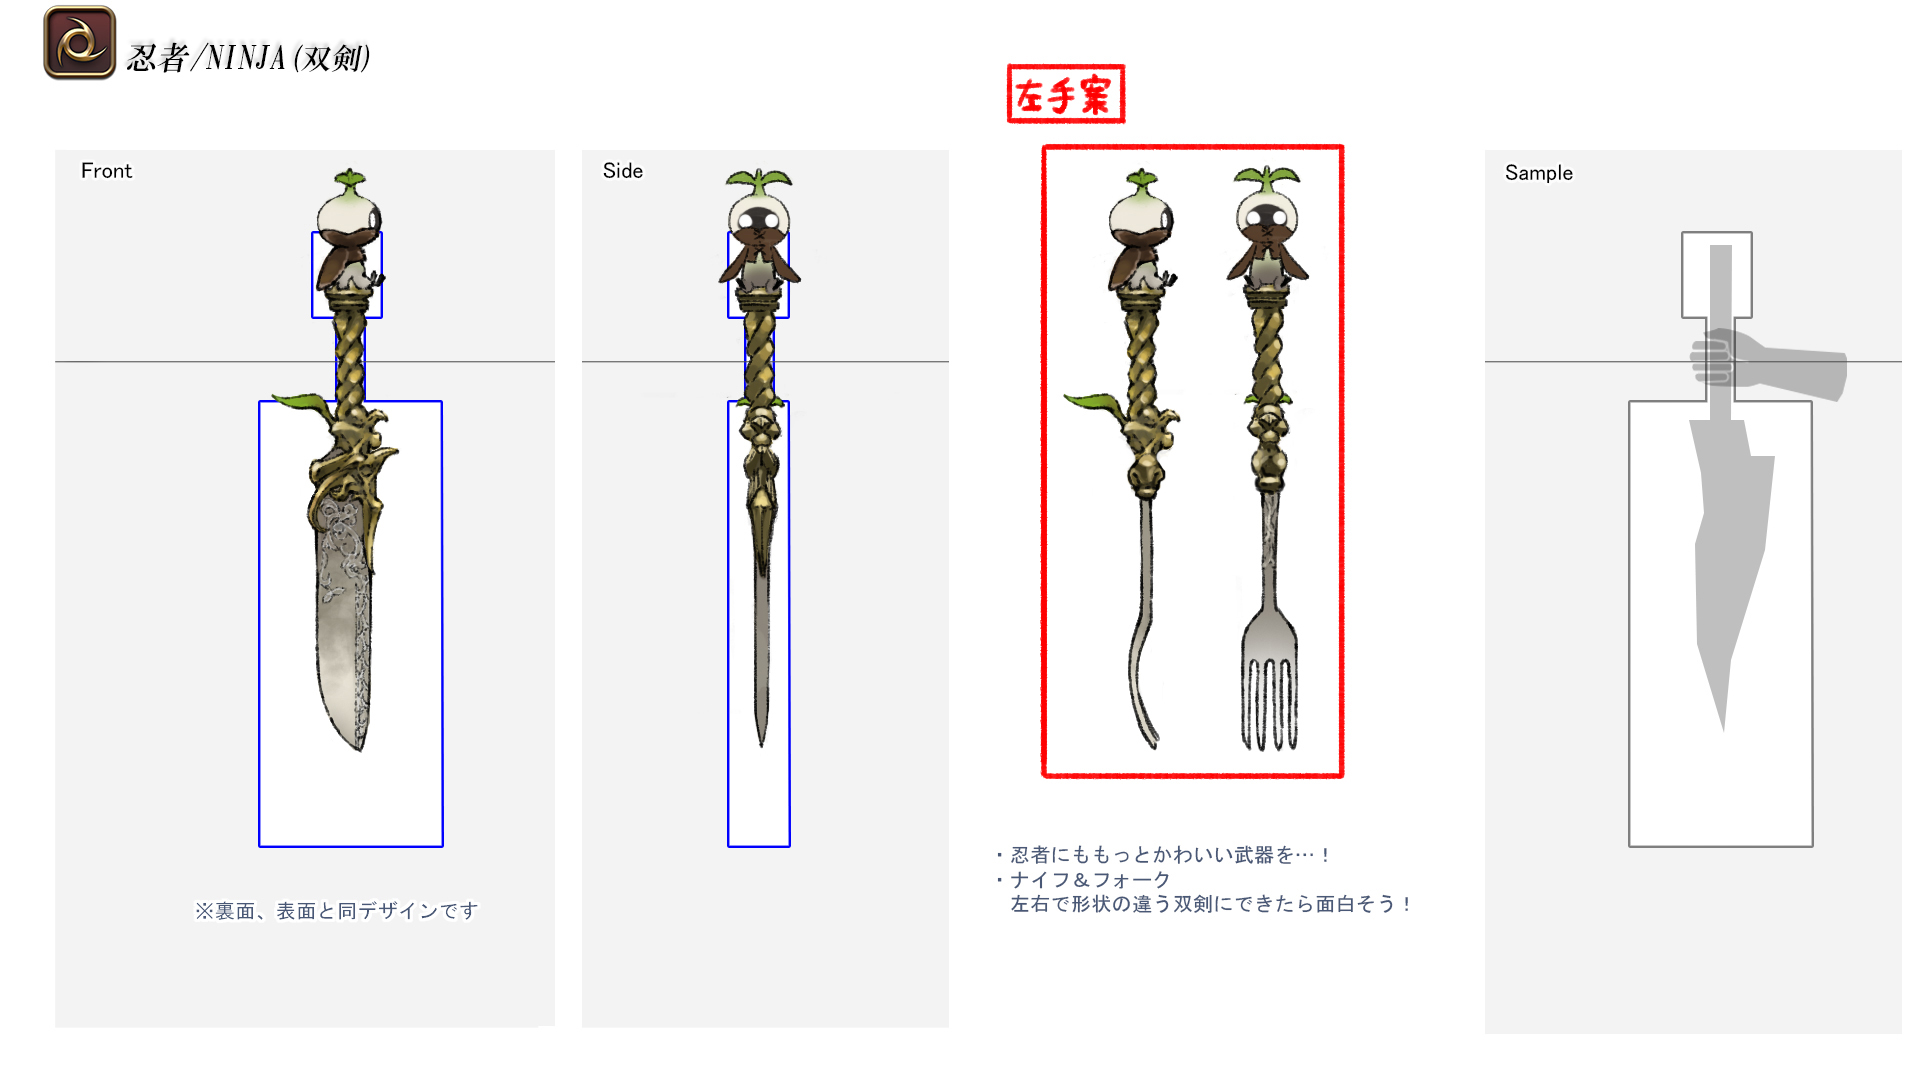 忍者/NINJA(双剣)
左手案
Front
Side
Sample
・忍者にももっとかわいい武器を…！
・ナイフ＆フォーク
左右で形状の違う双剣にできたら面白そう！
※裏面、表面と同デザインです